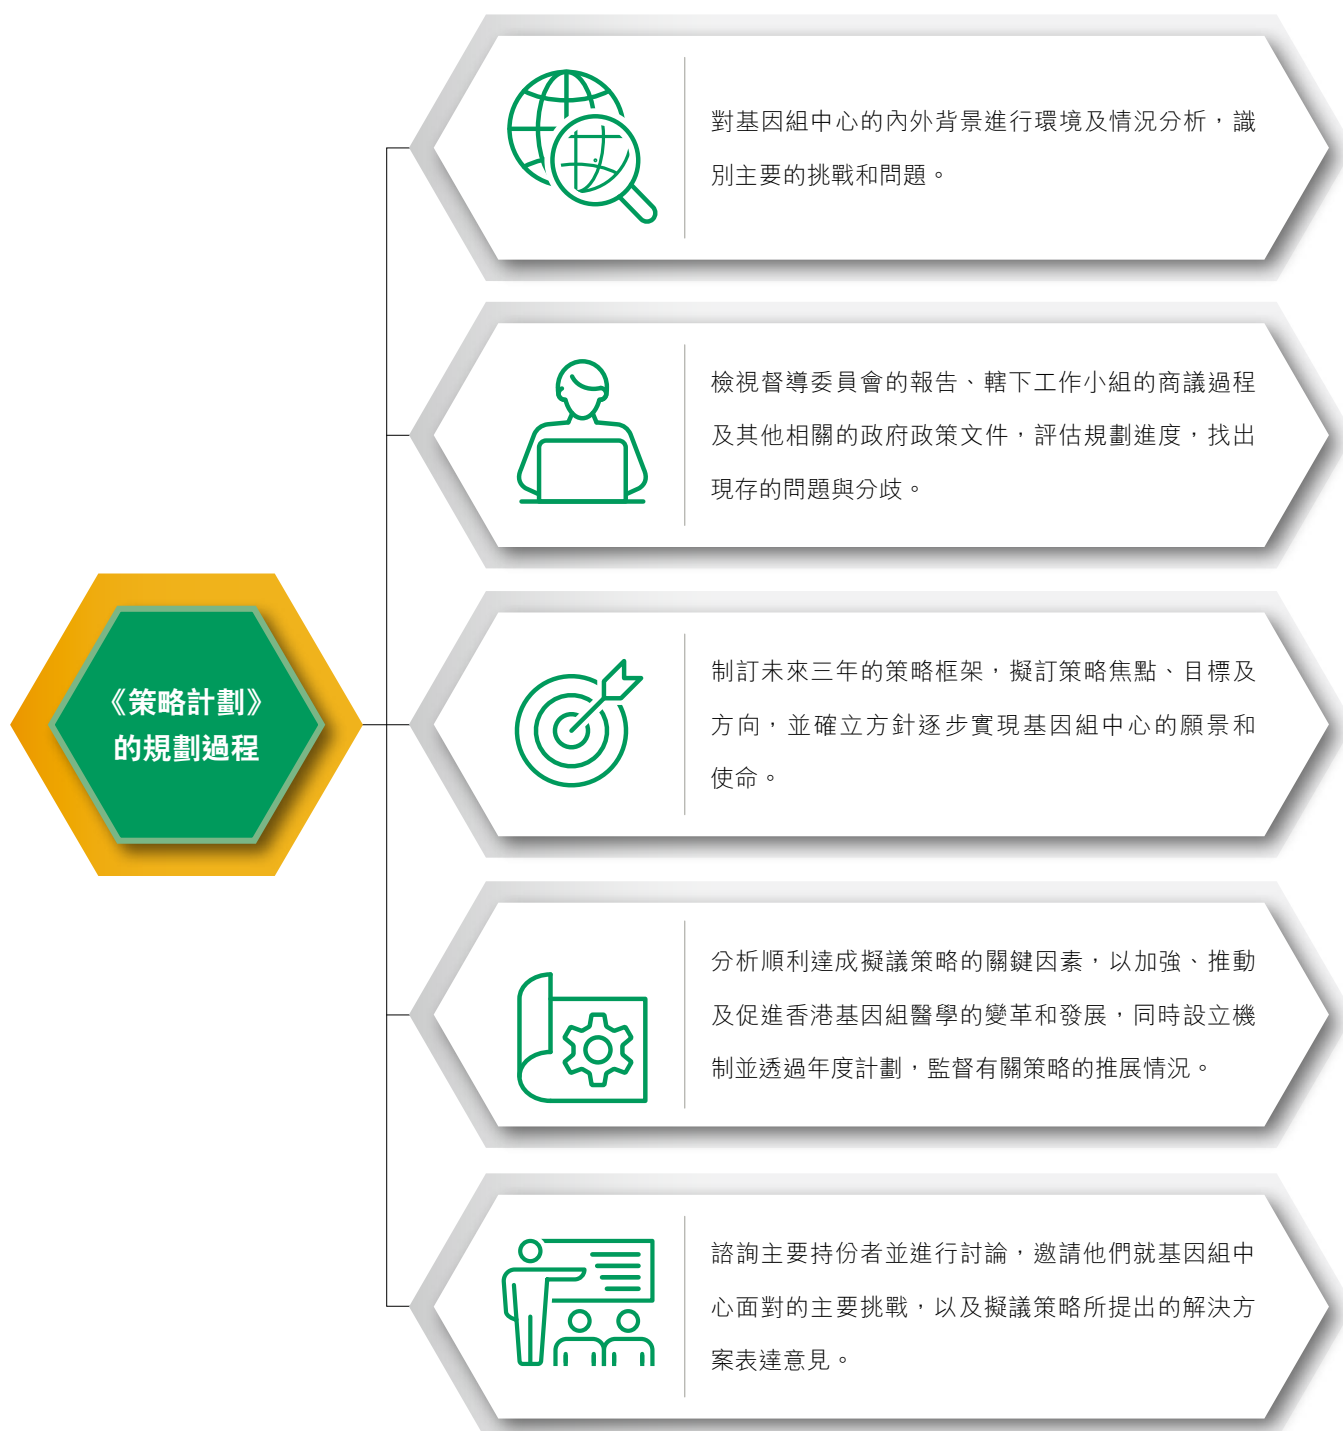 對基因組中心的內外背景進行環境及情況分析，識
別主要的挑戰和問題。
檢視督導委員會的報告、轄下工作小組的商議過程
及其他相關的政府政策文件，評估規劃進度，找出
現存的問題與分歧。
《策略計劃》
的規劃過程
制訂未來三年的策略框架，擬訂策略焦點、目標及
方向，並確立方針逐步實現基因組中心的願景和
使命。
分析順利達成擬議策略的關鍵因素，以加強、推動
及促進香港基因組醫學的變革和發展，同時設立機
制並透過年度計劃，監督有關策略的推展情況。
諮詢主要持份者並進行討論，邀請他們就基因組中
心面對的主要挑戰，以及擬議策略所提出的解決方
案表達意見。